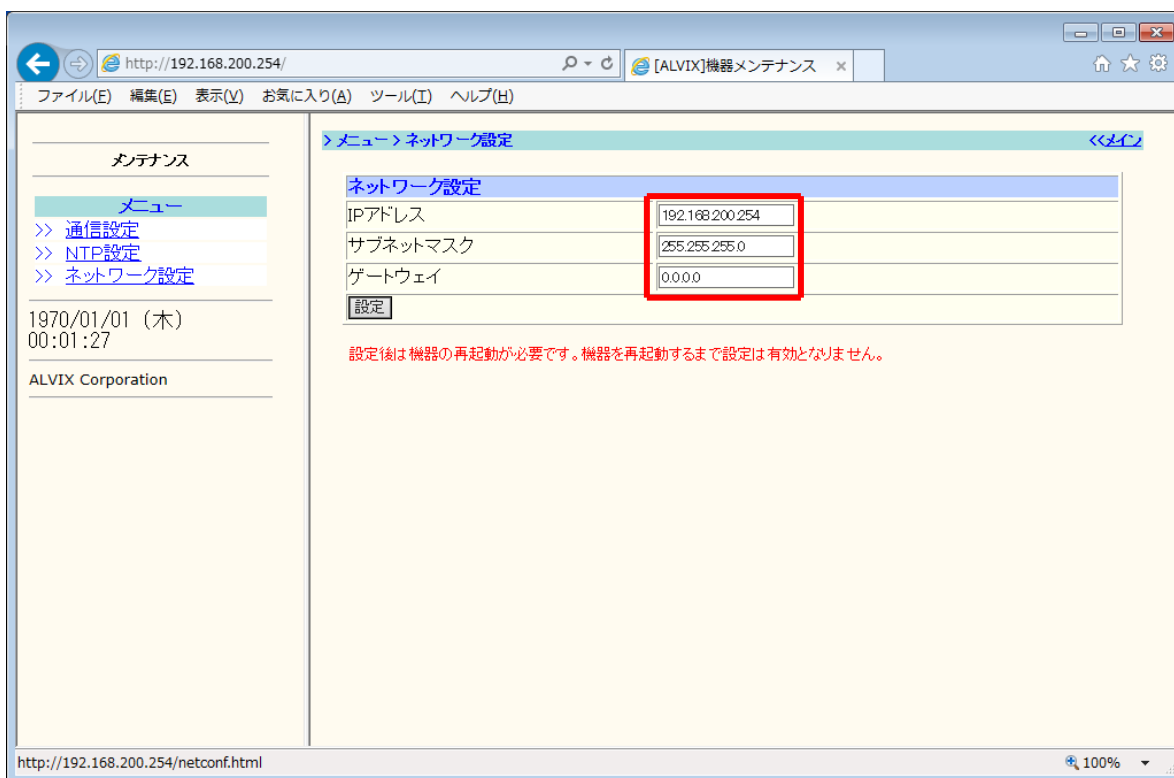 http://192.168.200.254/
[ALVIX]機器メンテナンス
ファイル(F) 編集(E) 表示(V) お気に入り(A) ツール(T) ヘルプ(H)
メンテナンス
メニュー
>> 通信設定
>> NTP設定
>> ネットワーク設定
1970/01/01 (木)
00:01:27
ALVIX Corporation
> メニュー > ネットワーク設定
<<メイン
ネットワーク設定
IPアドレス 192.168.200.254
サブネットマスク 255.255.255.0
ゲートウェイ 0.0.0.0
設定
設定後は機器の再起動が必要です。機器を再起動するまで設定は有効となりません。
http://192.168.200.254/netconf.html
100%